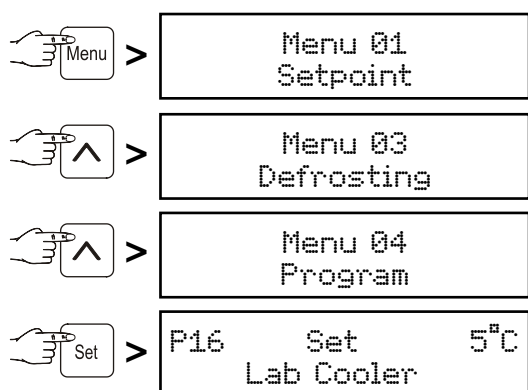 Menu > Menu 01
Setpoint
> Menu 03
Defrosting
> Menu 04
Program
Set > P16 Set 5°C
Lab Cooler